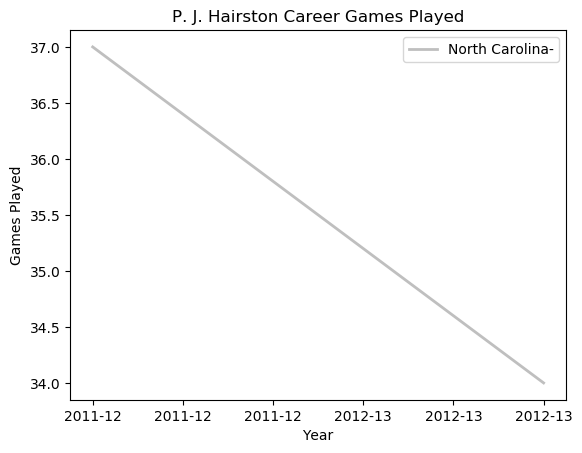 P. J. Hairston Career Games Played
North Carolina-
37.0
36.5
36.0
35.5
35.0
34.5
34.0
Games Played
2011-12 2011-12 2011-12 2012-13 2012-13 2012-13
Year